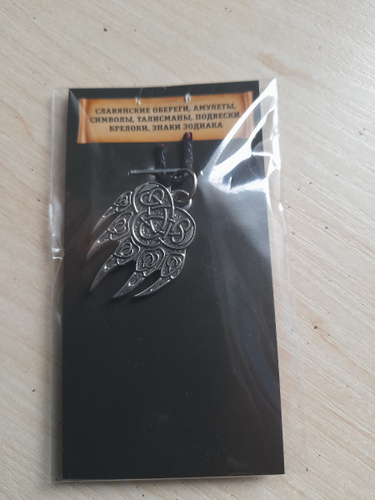 СЛАВЯНСКИЕ ОБЕРЕГИ, АМУЛЕТЫ,
СИМВОЛЫ, ТАЛИСМАНЫ, ПОДВЕСКИ,
БРЕЛОКИ, ЗНАКИ ЗОДИАКА